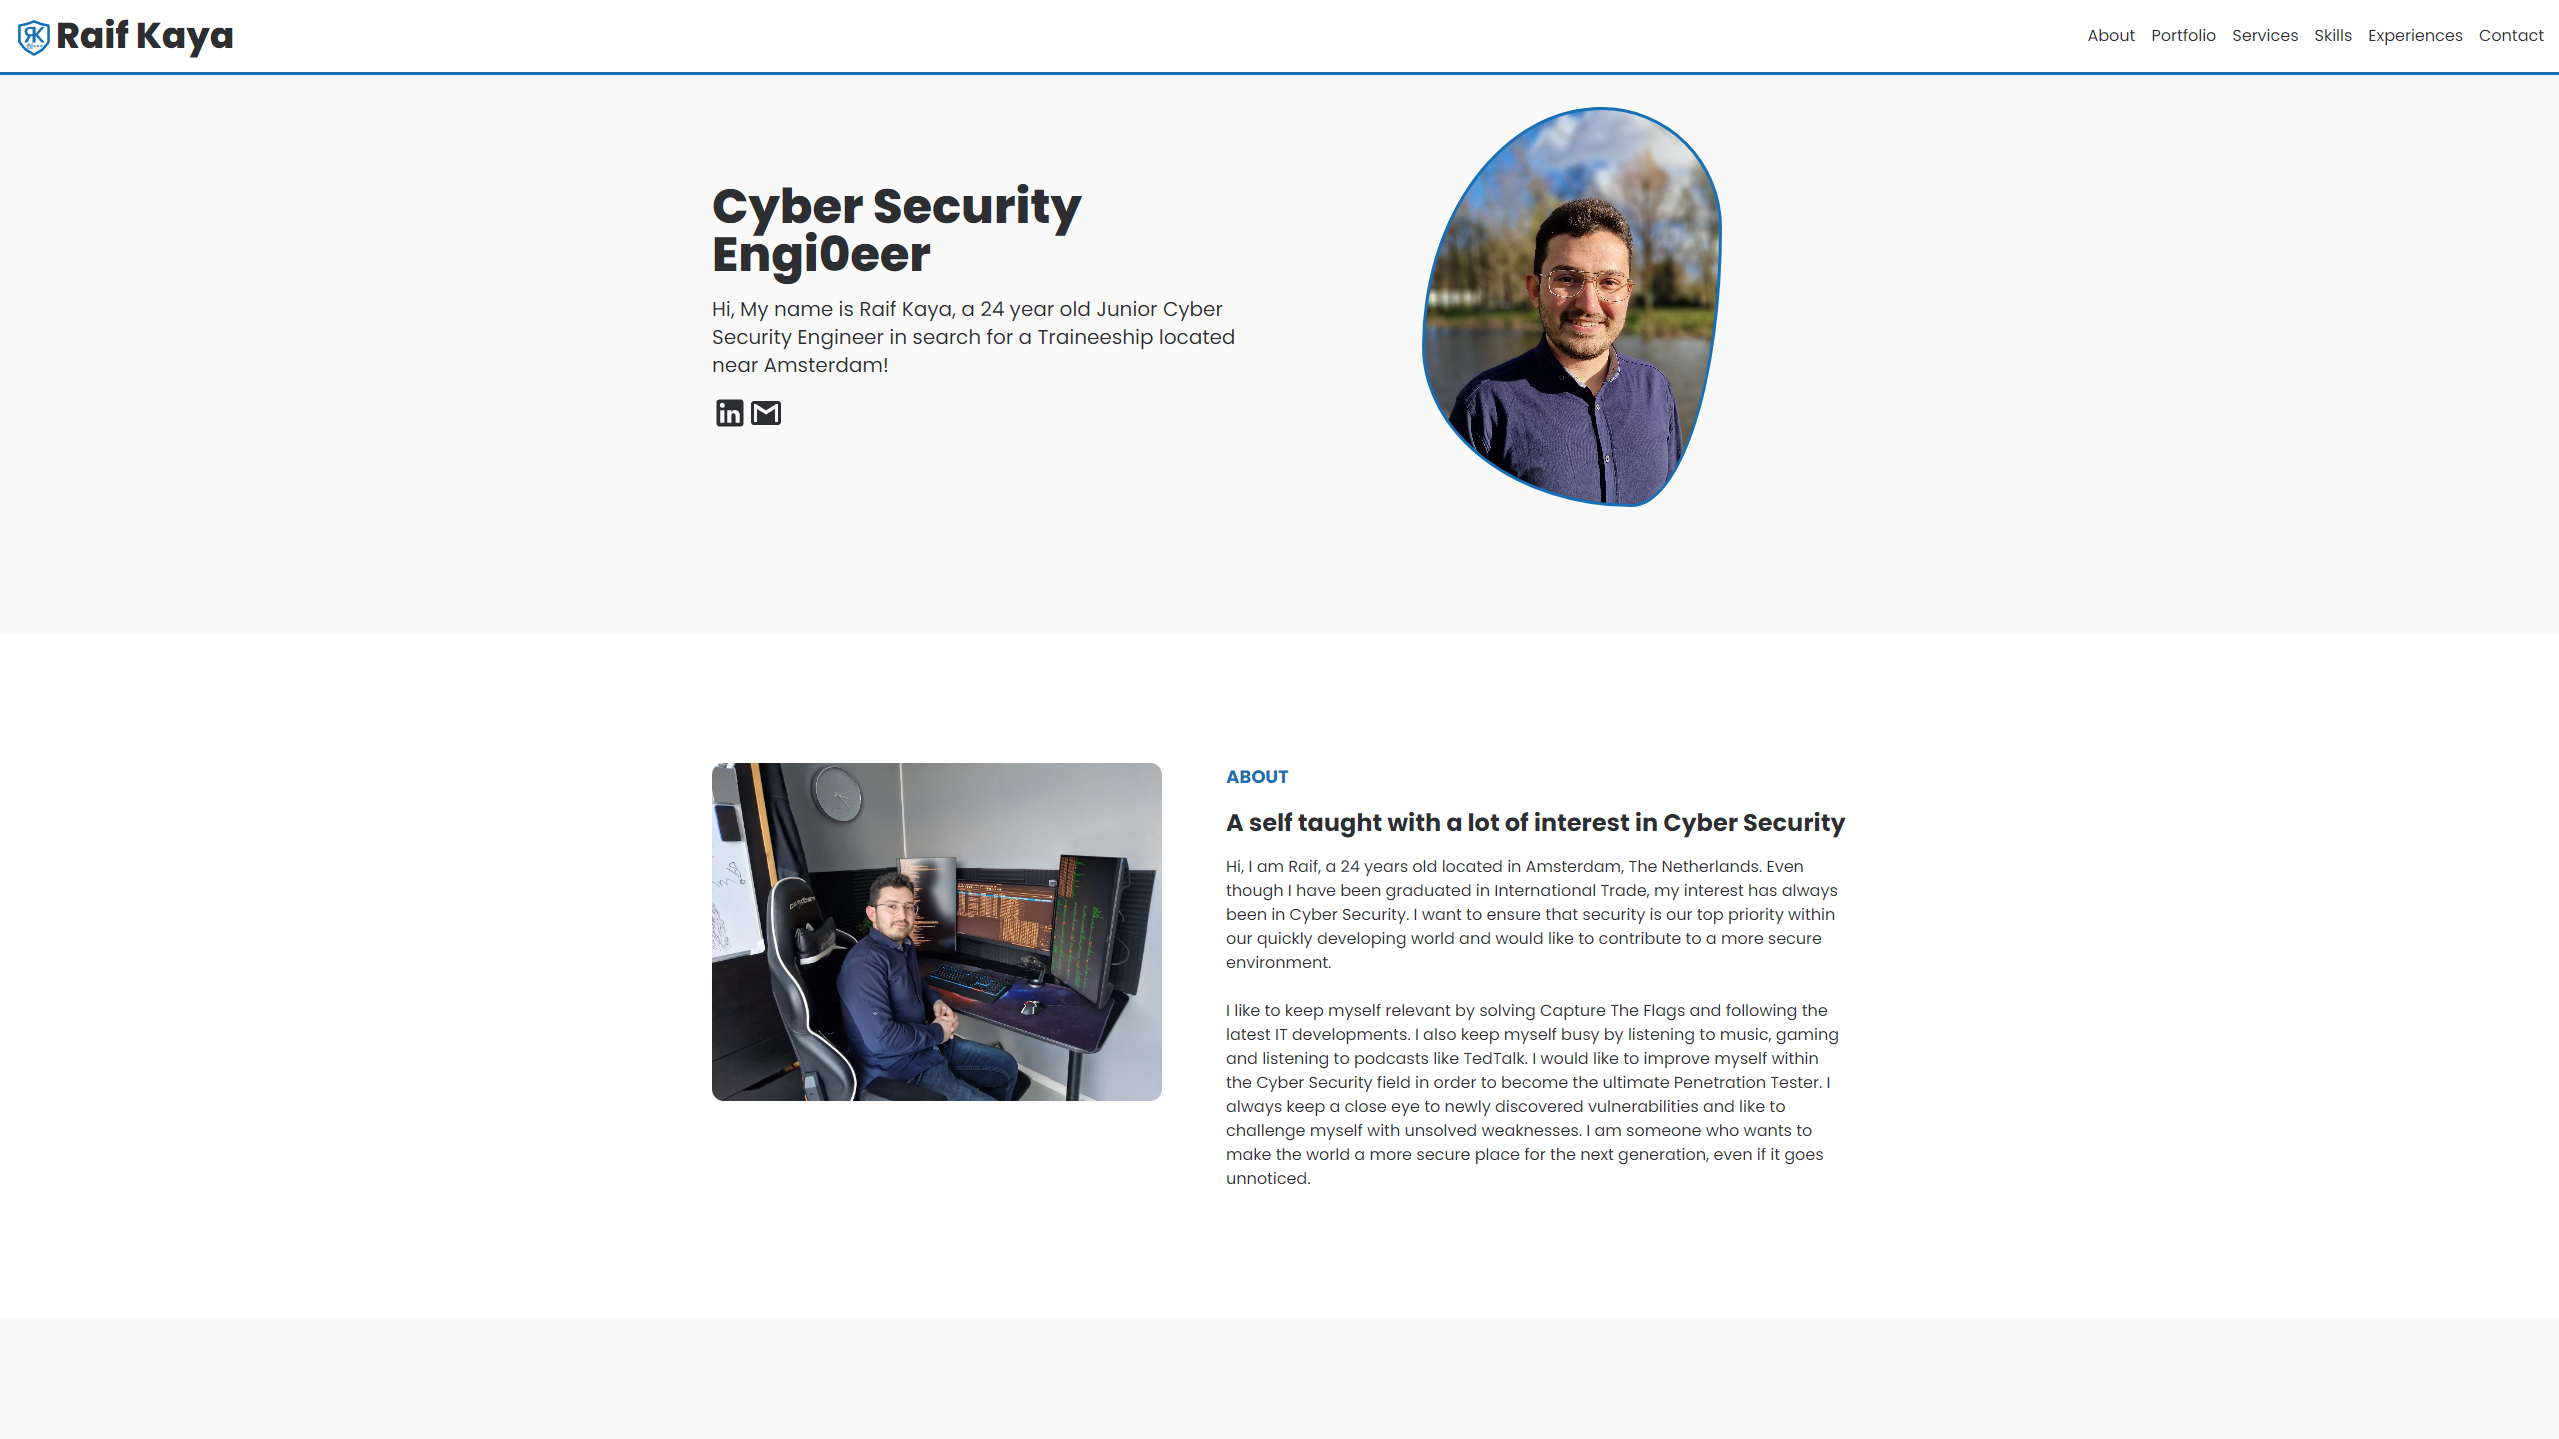 Raif Kaya
About Portfolio Services Skills Experiences Contact
Cyber Security
Engi0eer
Hi, My name is Raif Kaya, a 24 year old Junior Cyber
Security Engineer in search for a Traineeship located
near Amsterdam!
ABOUT
A self taught with a lot of interest in Cyber Security
Hi, I am Raif, a 24 years old located in Amsterdam, The Netherlands. Even
though I have been graduated in International Trade, my interest has always
been in Cyber Security. I want to ensure that security is our top priority within
our quickly developing world and would like to contribute to a more secure
environment.
I like to keep myself relevant by solving Capture The Flags and following the
latest IT developments. I also keep myself busy by listening to music, gaming
and listening to podcasts like TedTalk. I would like to improve myself within
the Cyber Security field in order to become the ultimate Penetration Tester. I
always keep a close eye to newly discovered vulnerabilities and like to
challenge myself with unsolved weaknesses. I am someone who wants to
make the world a more secure place for the next generation, even if it goes
unnoticed.